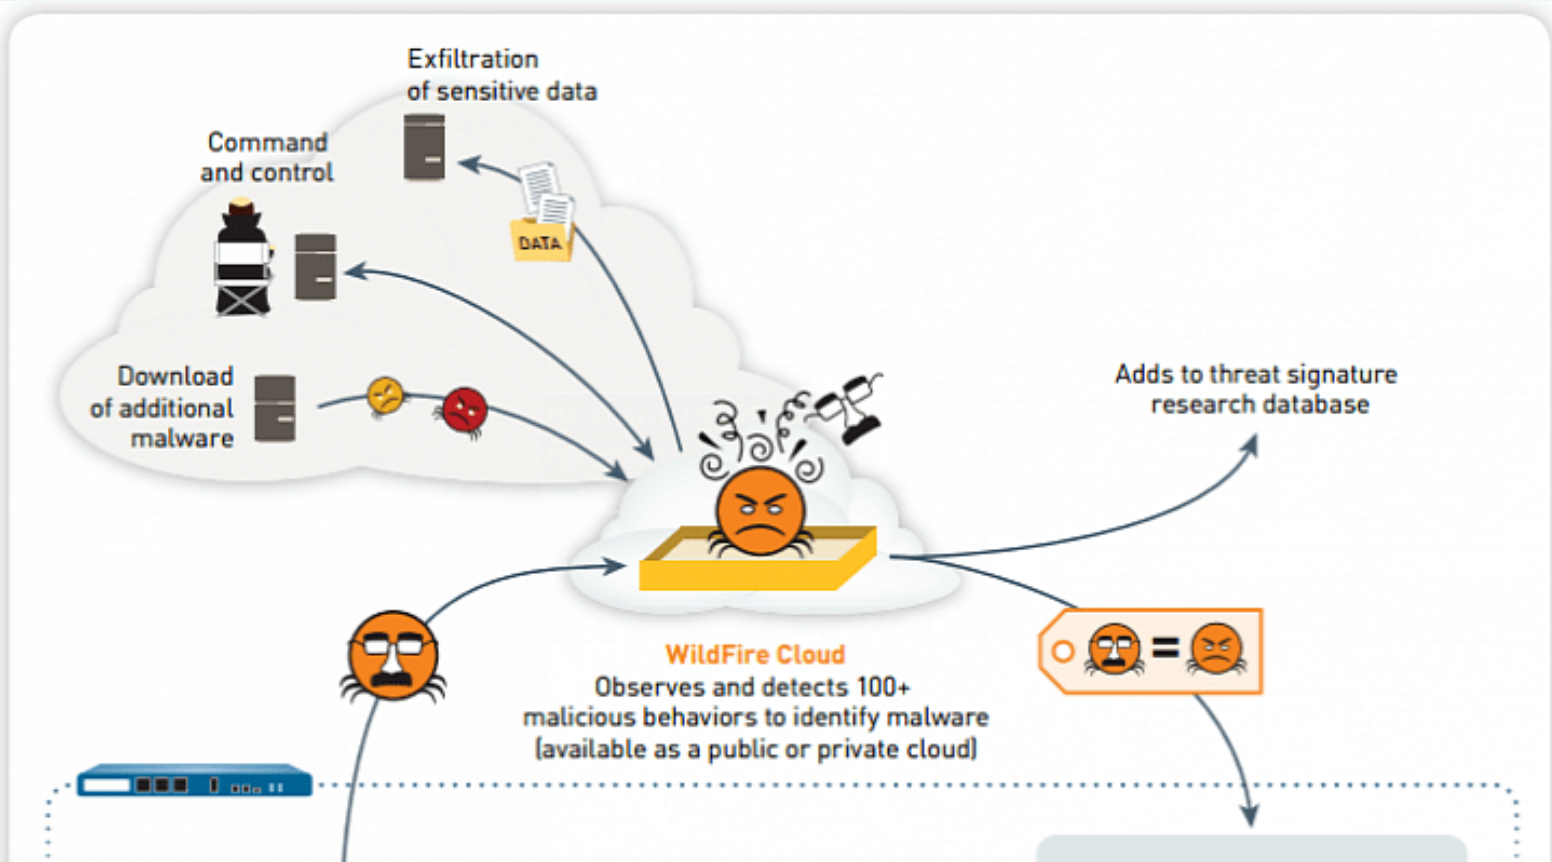 Exfiltration
of sensitive data
Command
and control
DATA
Download
of additional
malware
Adds to threat signature
research database
WildFire Cloud
Observes and detects 100+
malicious behaviors to identify malware
(available as a public or private cloud)
=